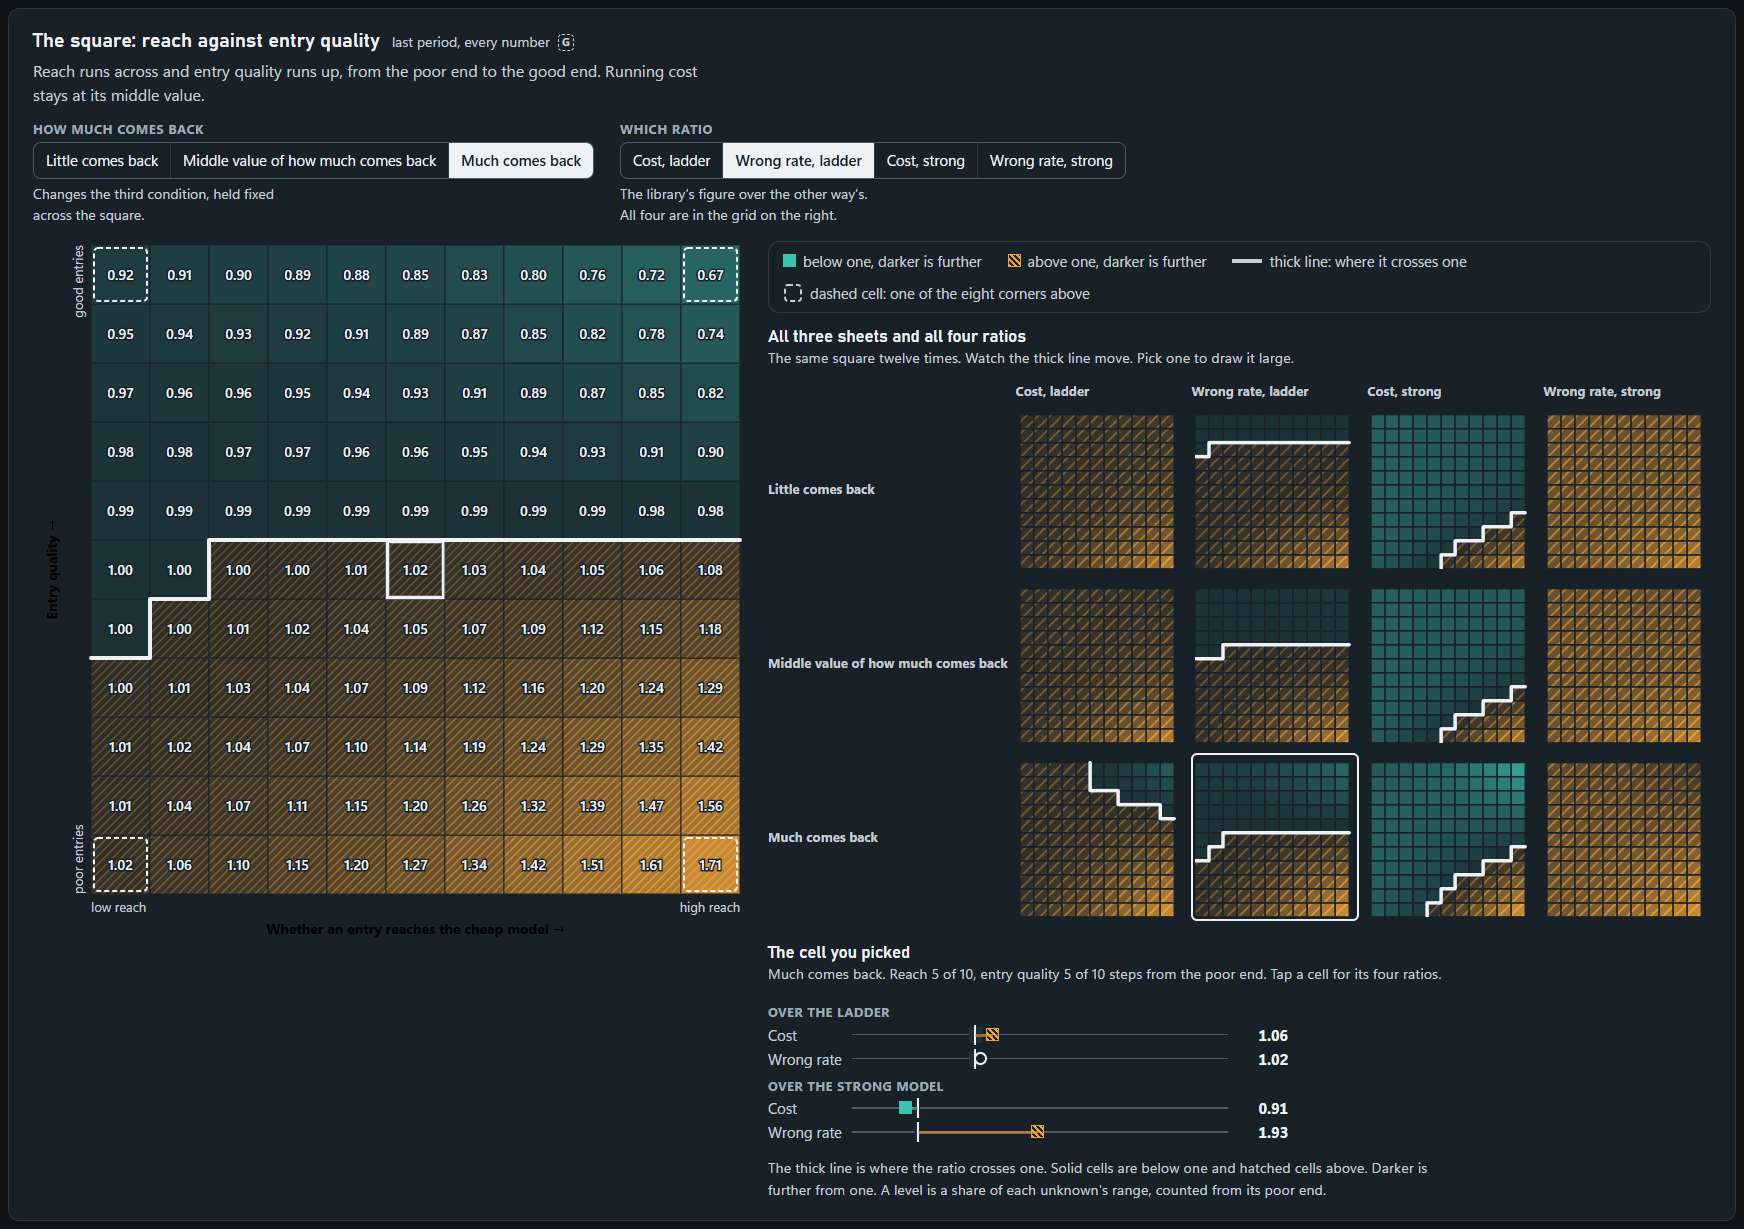 The square: reach against entry quality last period, every number G
Reach runs across and entry quality runs up, from the poor end to the good end. Running cost
stays at its middle value.
HOW MUCH COMES BACK
Little comes back Middle value of how much comes back Much comes back
Changes the third condition, held fixed
across the square.
WHICH RATIO
Cost, ladder Wrong rate, ladder Cost, strong Wrong rate, strong
The library's figure over the other way's.
All four are in the grid on the right.
good entries
Entry quality →
poor entries
0.92 0.91 0.90 0.89 0.88 0.85 0.83 0.80 0.76 0.72 0.67
0.95 0.94 0.93 0.92 0.91 0.89 0.87 0.85 0.82 0.78 0.74
0.97 0.96 0.96 0.95 0.94 0.93 0.91 0.89 0.87 0.85 0.82
0.98 0.98 0.97 0.97 0.96 0.96 0.95 0.94 0.93 0.91 0.90
0.99 0.99 0.99 0.99 0.99 0.99 0.99 0.99 0.99 0.98 0.98
1.00 1.00 1.00 1.00 1.01 1.02 1.03 1.04 1.05 1.06 1.08
1.00 1.00 1.01 1.02 1.04 1.05 1.07 1.09 1.12 1.15 1.18
1.00 1.01 1.03 1.04 1.07 1.09 1.12 1.16 1.20 1.24 1.29
1.01 1.02 1.04 1.07 1.10 1.14 1.19 1.24 1.29 1.35 1.42
1.01 1.04 1.07 1.11 1.15 1.20 1.26 1.32 1.39 1.47 1.56
1.02 1.06 1.10 1.15 1.20 1.27 1.34 1.42 1.51 1.61 1.71
low reach high reach
Whether an entry reaches the cheap model →
below one, darker is further above one, darker is further thick line: where it crosses one
dashed cell: one of the eight corners above
All three sheets and all four ratios
The same square twelve times. Watch the thick line move. Pick one to draw it large.
Cost, ladder Wrong rate, ladder Cost, strong Wrong rate, strong
Little comes back
Middle value of how much comes back
Much comes back
The cell you picked
Much comes back. Reach 5 of 10, entry quality 5 of 10 steps from the poor end. Tap a cell for its four ratios.
OVER THE LADDER
Cost 1.06
Wrong rate 1.02
OVER THE STRONG MODEL
Cost 0.91
Wrong rate 1.93
The thick line is where the ratio crosses one. Solid cells are below one and hatched cells above. Darker is
further from one. A level is a share of each unknown's range, counted from its poor end.